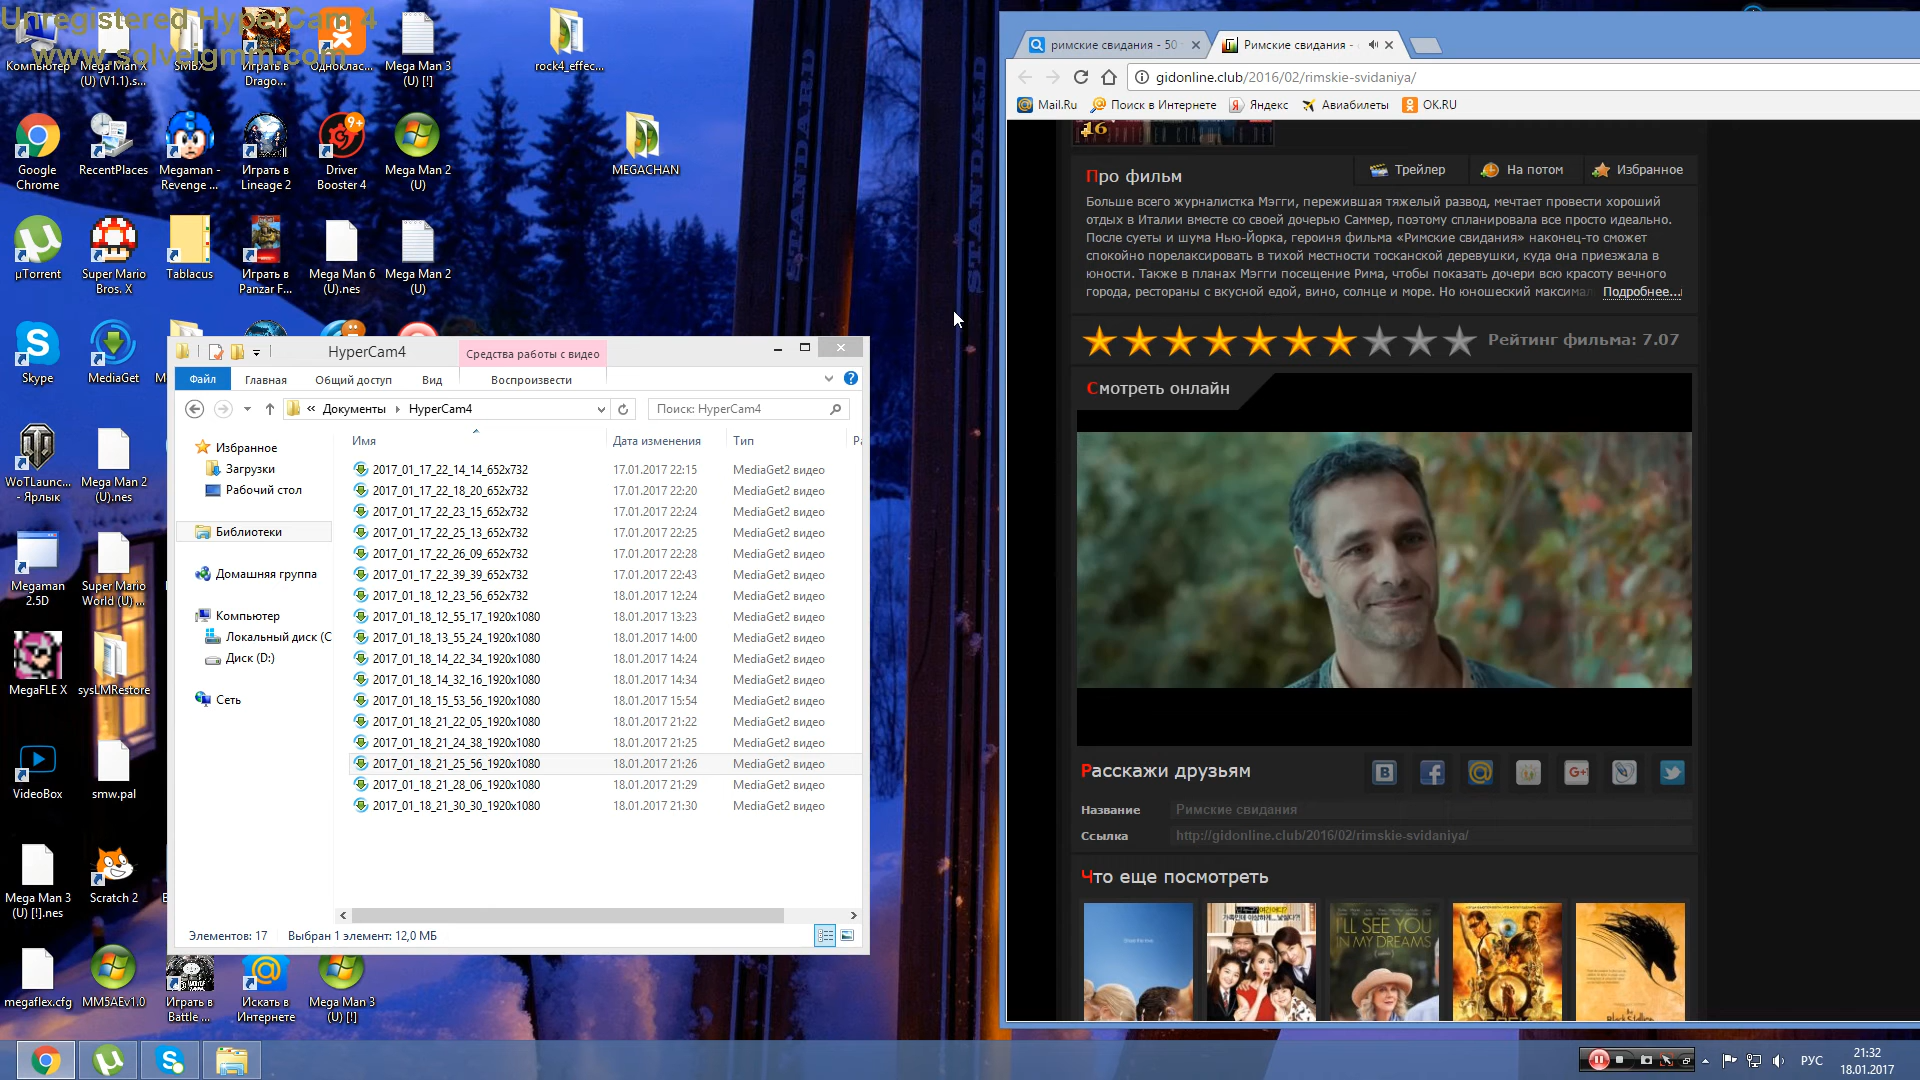 Unregistered HyperCam 4
www.solveigmm.com
Компьютер
Mega Man X (U) (V1.1).s...
SMBX
Играть в Drago...
Однокласс...
Mega Man 3 (U) [!]
rock4_effec...
Google Chrome
RecentPlaces
Megaman - Revenge ...
Играть в Lineage 2
9+
Driver Booster 4
Mega Man 2 (U)
MEGACHAN
µTorrent
Super Mario Bros. X
Tablacus
Играть в Panzar F...
Mega Man 6 (U).nes
Mega Man 2 (U)
Skype
MediaGet
WoTLaunc... - Ярлык
Mega Man 2 (U).nes
Megaman 2.5D
Super Mario World (U) ...
MegaFLE X
sysLMRestore
VideoBox
smw.pal
Mega Man 3 (U) [!].nes
Scratch 2
megaflex.cfg
MM5AEv1.0
Играть в Battle ...
Искать в Интернете
Mega Man 3 (U) [!]
HyperCam4
Средства работы с видео
Файл
Главная
Общий доступ
Вид
Воспроизвести
« Документы
HyperCam4
Поиск: HyperCam4
Имя
Дата изменения
Тип
Ра
Избранное
Загрузки
Рабочий стол
Библиотеки
Домашняя группа
Компьютер
Локальный диск (C
Диск (D:)
Сеть
2017_01_17_22_14_14_652x732 17.01.2017 22:15 MediaGet2 видео
2017_01_17_22_18_20_652x732 17.01.2017 22:20 MediaGet2 видео
2017_01_17_22_23_15_652x732 17.01.2017 22:24 MediaGet2 видео
2017_01_17_22_25_13_652x732 17.01.2017 22:25 MediaGet2 видео
2017_01_17_22_26_09_652x732 17.01.2017 22:28 MediaGet2 видео
2017_01_17_22_39_39_652x732 17.01.2017 22:43 MediaGet2 видео
2017_01_18_12_23_56_652x732 18.01.2017 12:24 MediaGet2 видео
2017_01_18_12_55_17_1920x1080 18.01.2017 13:23 MediaGet2 видео
2017_01_18_13_55_24_1920x1080 18.01.2017 14:00 MediaGet2 видео
2017_01_18_14_22_34_1920x1080 18.01.2017 14:24 MediaGet2 видео
2017_01_18_14_32_16_1920x1080 18.01.2017 14:34 MediaGet2 видео
2017_01_18_15_53_56_1920x1080 18.01.2017 15:54 MediaGet2 видео
2017_01_18_21_22_05_1920x1080 18.01.2017 21:22 MediaGet2 видео
2017_01_18_21_24_38_1920x1080 18.01.2017 21:25 MediaGet2 видео
2017_01_18_21_25_56_1920x1080 18.01.2017 21:26 MediaGet2 видео
2017_01_18_21_28_06_1920x1080 18.01.2017 21:29 MediaGet2 видео
2017_01_18_21_30_30_1920x1080 18.01.2017 21:30 MediaGet2 видео
Элементов: 17
Выбран 1 элемент: 12,0 МБ
римские свидания - 50
Римские свидания -
gidonline.club/2016/02/rimskie-svidaniya/
Mail.Ru
Поиск в Интернете
Яндекс
Авиабилеты
OK.RU
16
Про фильм
Трейлер
На потом
Избранное
Больше всего журналистка Мэгги, пережившая тяжелый развод, мечтает провести хороший
отдых в Италии вместе со своей дочерью Саммер, поэтому спланировала все просто идеально.
После суеты и шума Нью-Йорка, героиня фильма «Римские свидания» наконец-то сможет
спокойно порелаксировать в тихой местности тосканской деревушки, куда она приезжала в
юности. Также в планах Мэгги посещение Рима, чтобы показать дочери всю красоту вечного
города, рестораны с вкусной едой, вино, солнце и море. Но юношеский максимал Подробнее...
Рейтинг фильма: 7.07
Смотреть онлайн
Расскажи друзьям
Название Римские свидания
Ссылка http://gidonline.club/2016/02/rimskie-svidaniya/
Что еще посмотреть
I'LL SEE YOU
IN MY DREAMS
РУС
21:32
18.01.2017